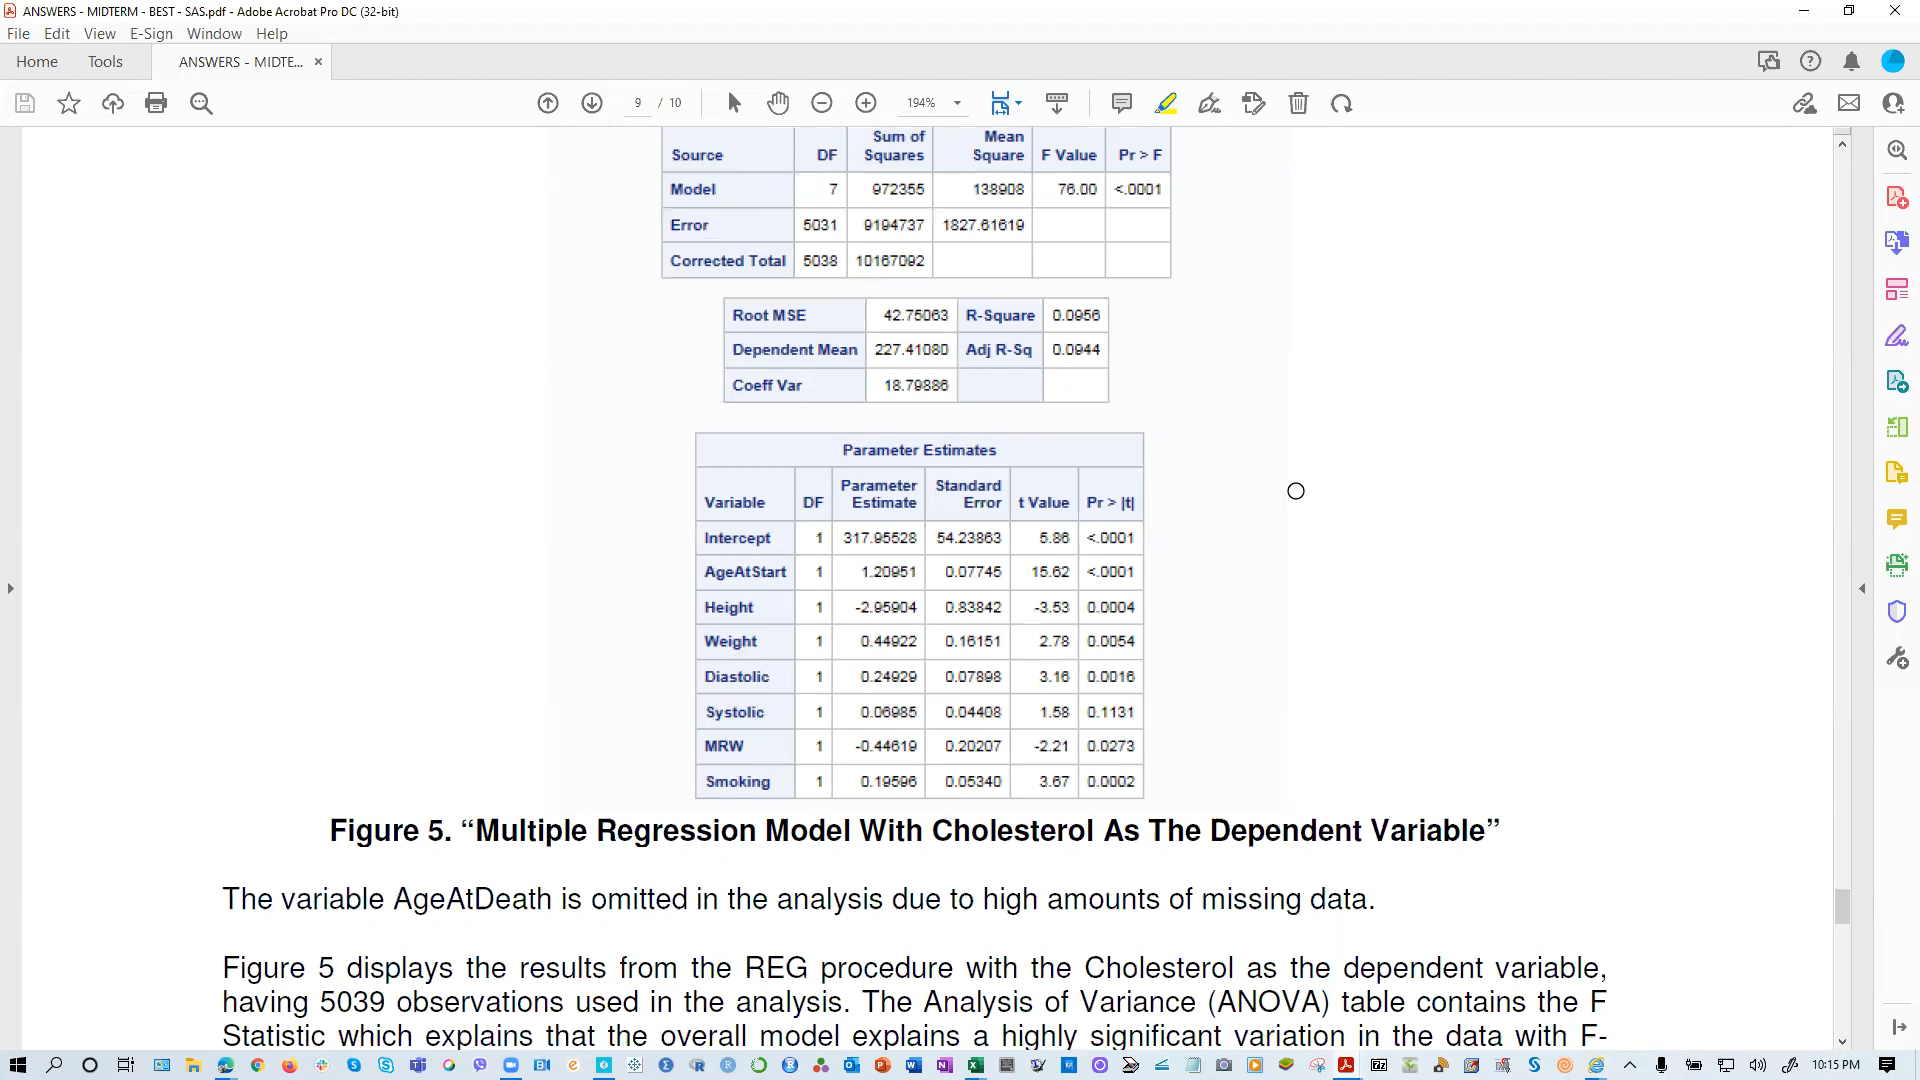 ANSWERS - MIDTERM - BEST - SAS.pdf - Adobe Acrobat Pro DC (32-bit)
File Edit View E-Sign Window Help
Home Tools ANSWERS - MIDTE... ×
9 / 10 194%
Source DF Sum of Squares Mean Square F Value Pr > F
Model 7 972355 138908 76.00 <.0001
Error 5031 9194737 1827.61619
Corrected Total 5038 10167092
Root MSE 42.75063 R-Square 0.0956
Dependent Mean 227.41080 Adj R-Sq 0.0944
Coeff Var 18.79886
Parameter Estimates
Variable DF Parameter Estimate Standard Error t Value Pr > |t|
Intercept 1 317.95528 54.23863 5.86 <.0001
AgeAtStart 1 1.20951 0.07745 15.62 <.0001
Height 1 -2.95904 0.83842 -3.53 0.0004
Weight 1 0.44922 0.16151 2.78 0.0054
Diastolic 1 0.24929 0.07898 3.16 0.0016
Systolic 1 0.06985 0.04408 1.58 0.1131
MRW 1 -0.44619 0.20207 -2.21 0.0273
Smoking 1 0.19596 0.05340 3.67 0.0002
Figure 5. “Multiple Regression Model With Cholesterol As The Dependent Variable”
The variable AgeAtDeath is omitted in the analysis due to high amounts of missing data.
Figure 5 displays the results from the REG procedure with the Cholesterol as the dependent variable,
having 5039 observations used in the analysis. The Analysis of Variance (ANOVA) table contains the F
Statistic which explains that the overall model explains a highly significant variation in the data with F-
10:15 PM